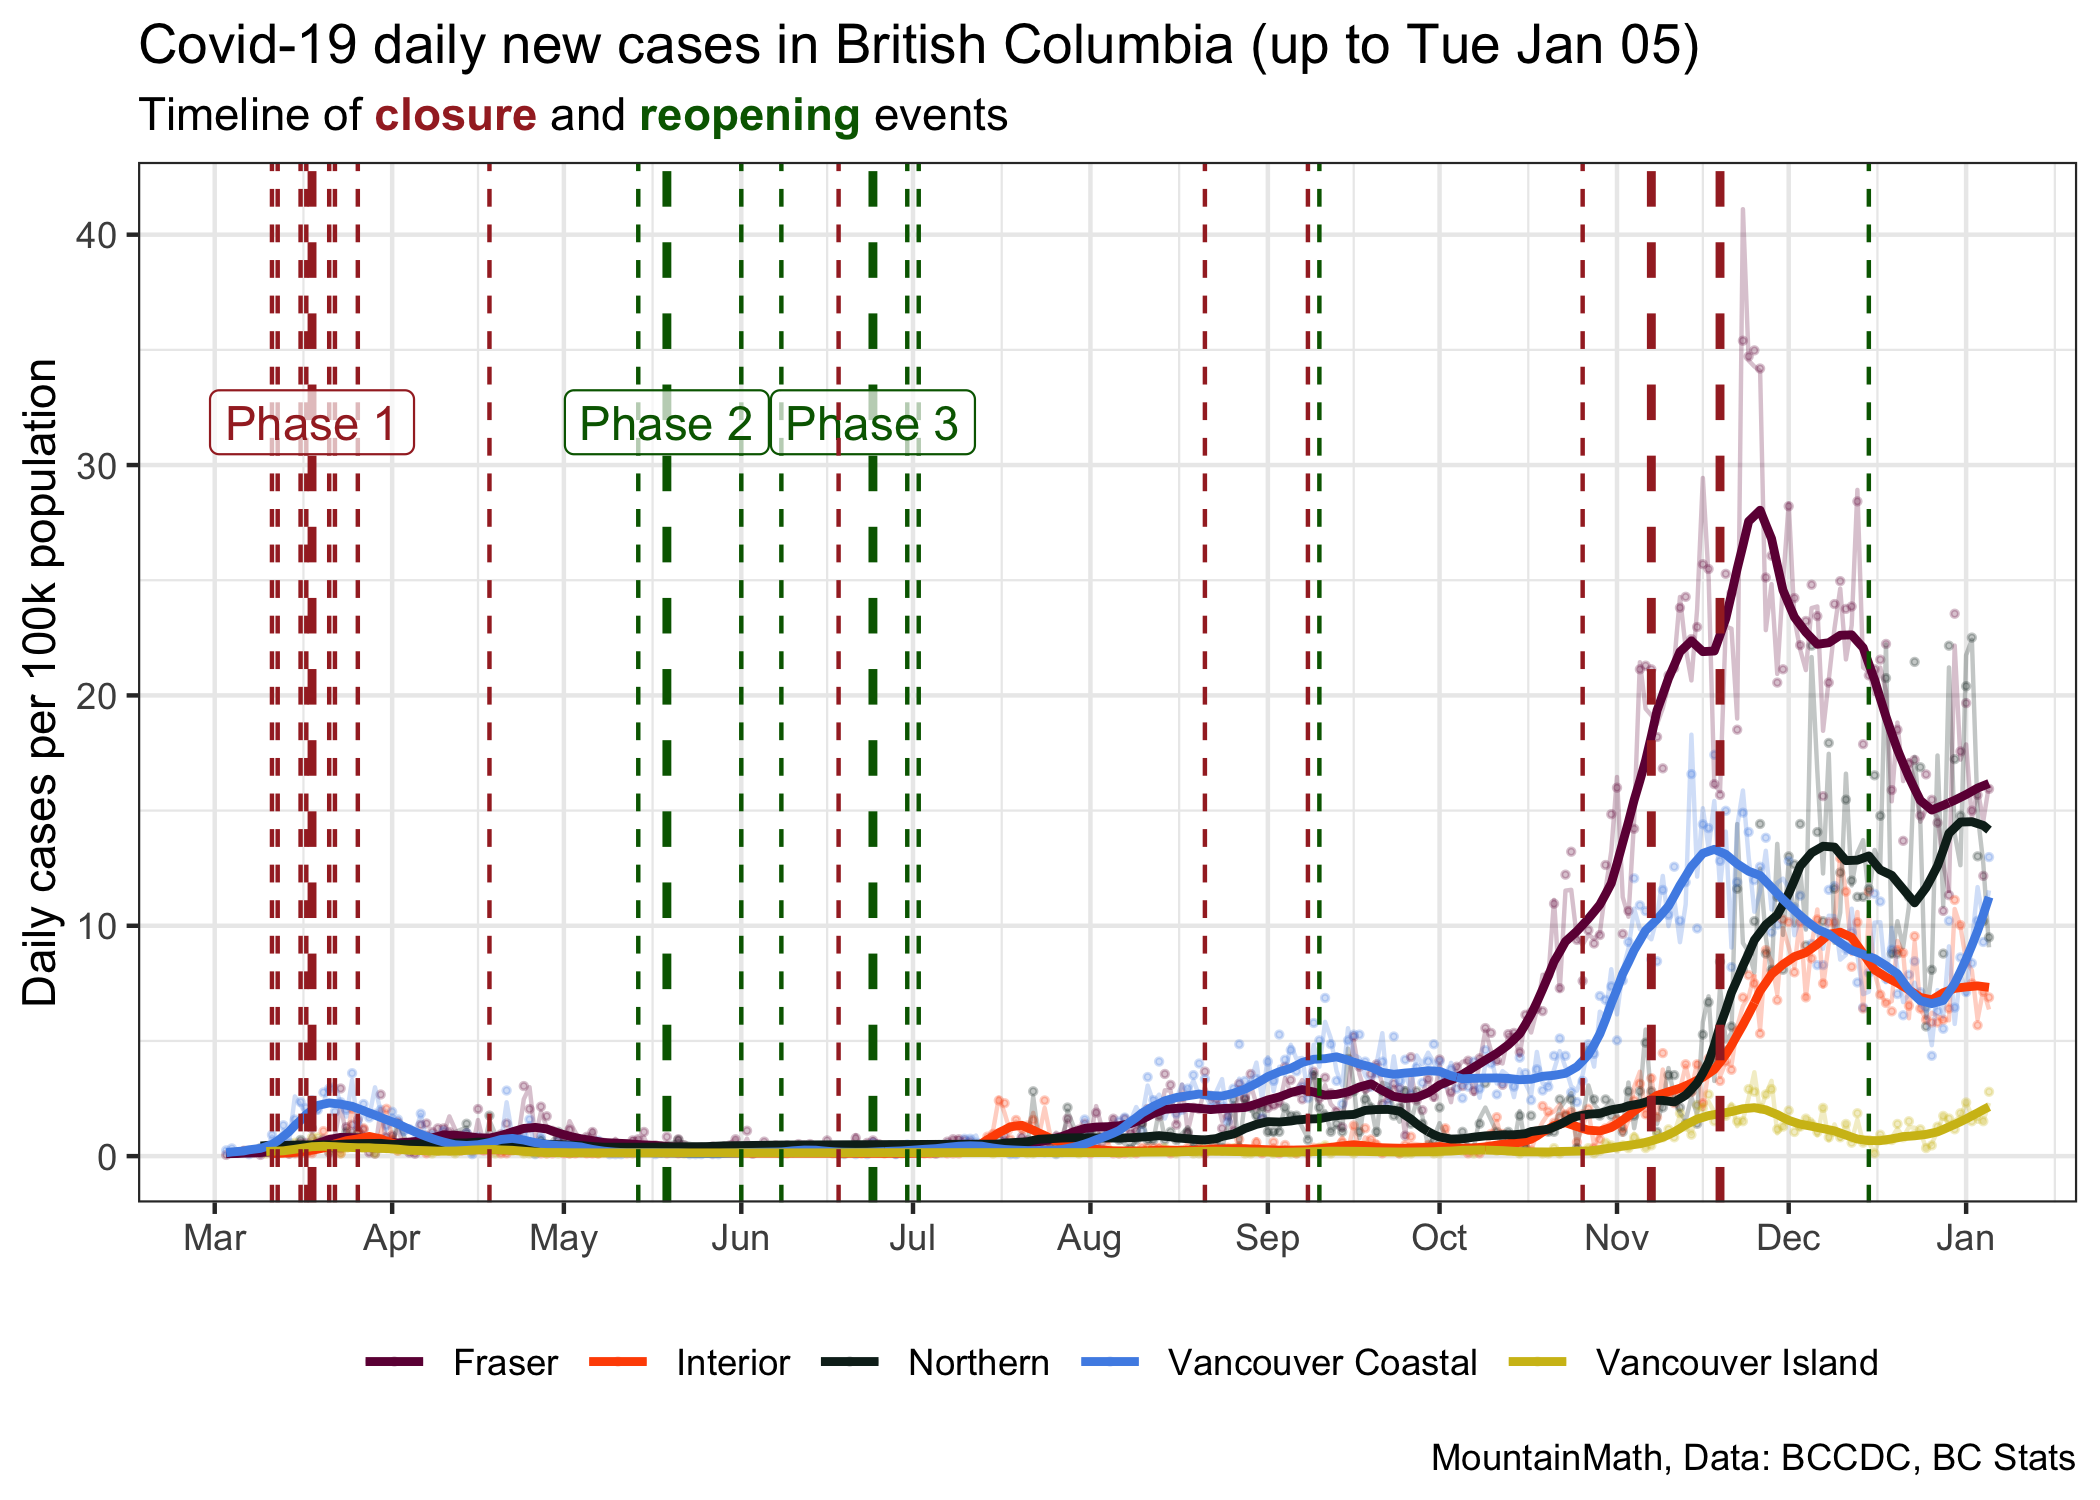 Covid-19 daily new cases in British Columbia (up to Tue Jan 05)
Timeline of closure and reopening events
Daily cases per 100k population
40
30
20
10
0
Phase 1
Phase 2
Phase 3
Mar Apr May Jun Jul Aug Sep Oct Nov Dec Jan
Fraser Interior Northern Vancouver Coastal Vancouver Island
MountainMath, Data: BCCDC, BC Stats